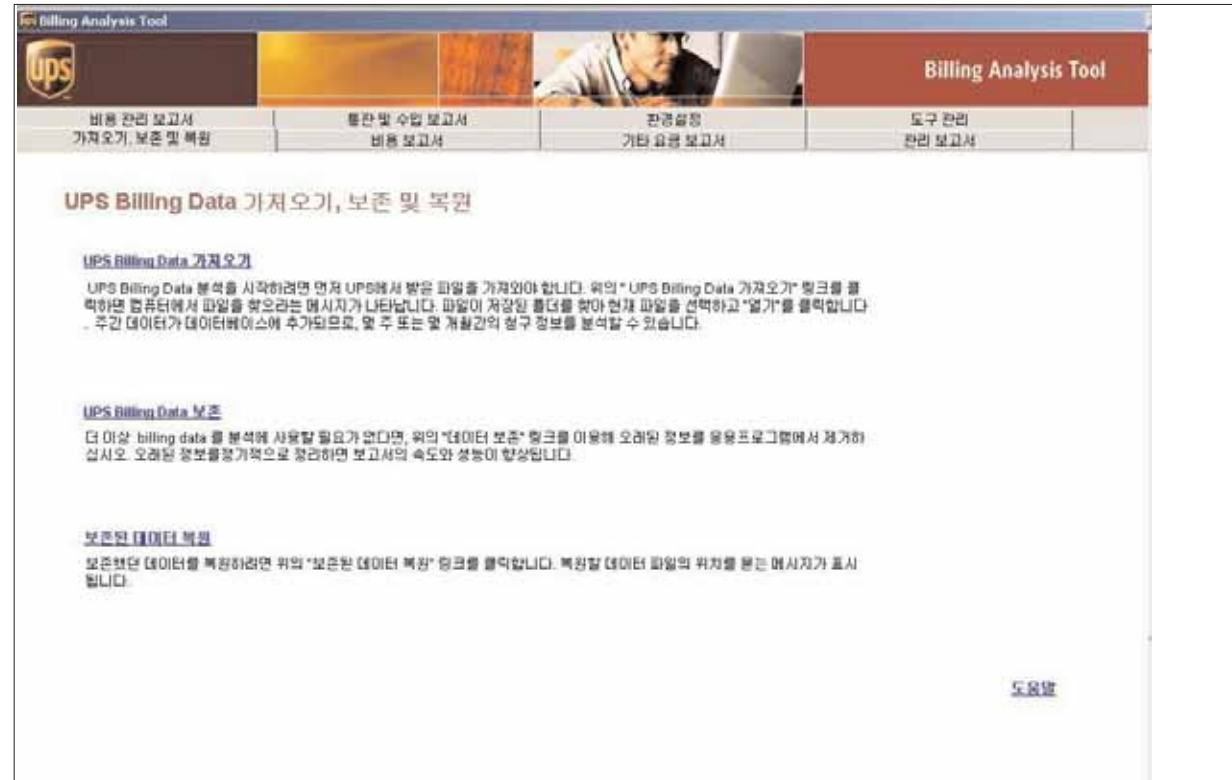 Billing Analysis Tool
ups
Billing Analysis Tool
비용 관리 보고서 통관 및 수입 보고서 환경설정 도구 관리
가져오기, 보존 및 복원 비용 보고서 기타 요금 보고서 관리 보고서
UPS Billing Data 가져오기, 보존 및 복원
UPS Billing Data 가져오기
UPS Billing Data 분석을 시작하려면 먼저 UPS에서 받은 파일을 가져와야 합니다. 위의 " UPS Billing Data 가져오기" 링크를 클
릭하면 컴퓨터에서 파일을 찾으라는 메시지가 나타납니다. 파일이 저장된 폴더를 찾아 현재 파일을 선택하고 "열기"를 클릭합니다
. 주간 데이터가 데이터베이스에 추가되므로, 몇 주 또는 몇 개월간의 청구 정보를 분석할 수 있습니다.
UPS Billing Data 보존
더 이상 billing data 를 분석에 사용할 필요가 없다면, 위의 "데이터 보존" 링크를 이용해 오래된 정보를 응용프로그램에서 제거하
십시오. 오래된 정보를정기적으로 정리하면 보고서의 속도와 성능이 향상됩니다.
보존된 데이터 복원
보존했던 데이터를 복원하려면 위의 "보존된 데이터 복원" 링크를 클릭합니다. 복원할 데이터 파일의 위치를 묻는 메시지가 표시
됩니다.
도움말